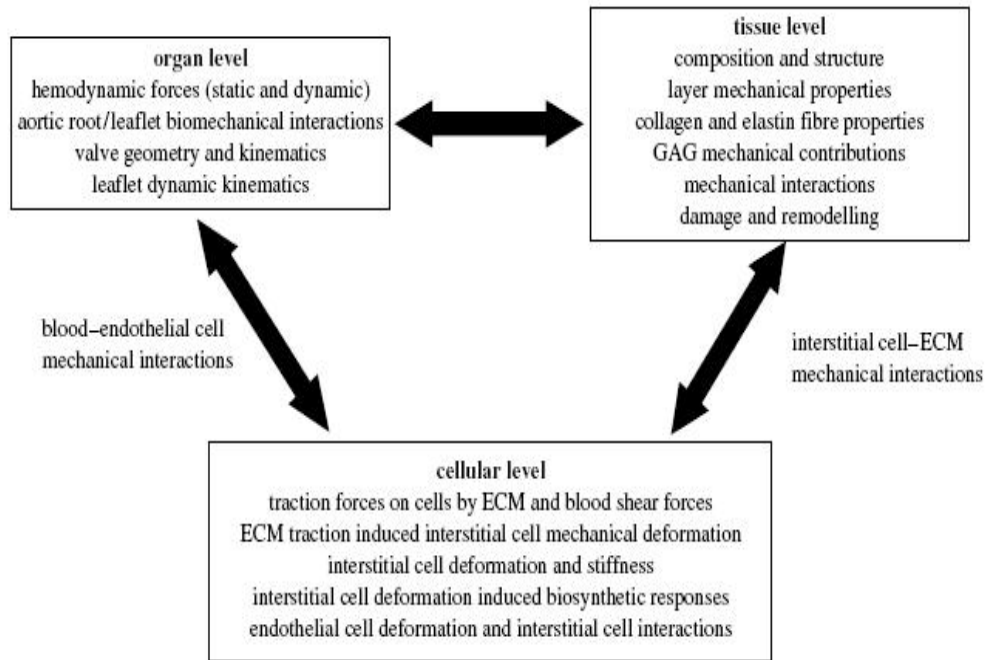 organ level
hemodynamic forces (static and dynamic)
aortic root/leaflet biomechanical interactions
valve geometry and kinematics
leaflet dynamic kinematics
tissue level
composition and structure
layer mechanical properties
collagen and elastin fibre properties
GAG mechanical contributions
mechanical interactions
damage and remodelling
blood–endothelial cell
mechanical interactions
interstitial cell–ECM
mechanical interactions
cellular level
traction forces on cells by ECM and blood shear forces
ECM traction induced interstitial cell mechanical deformation
interstitial cell deformation and stiffness
interstitial cell deformation induced biosynthetic responses
endothelial cell deformation and interstitial cell interactions